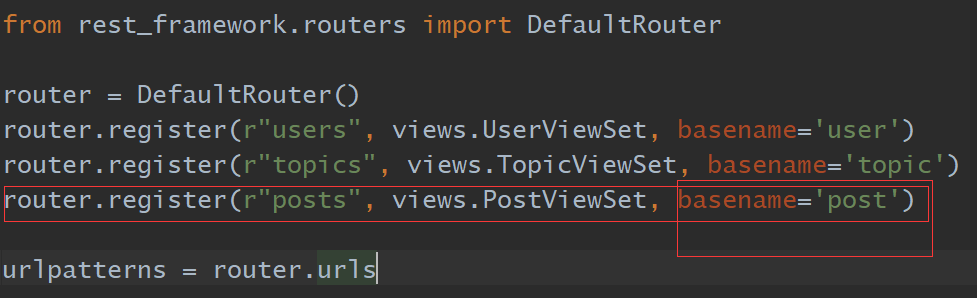 from rest_framework.routers import DefaultRouter
router = DefaultRouter()
router.register(r"users", views.UserViewSet, basename='user')
router.register(r"topics", views.TopicViewSet, basename='topic')
router.register(r"posts", views.PostViewSet, basename='post')
urlpatterns = router.urls